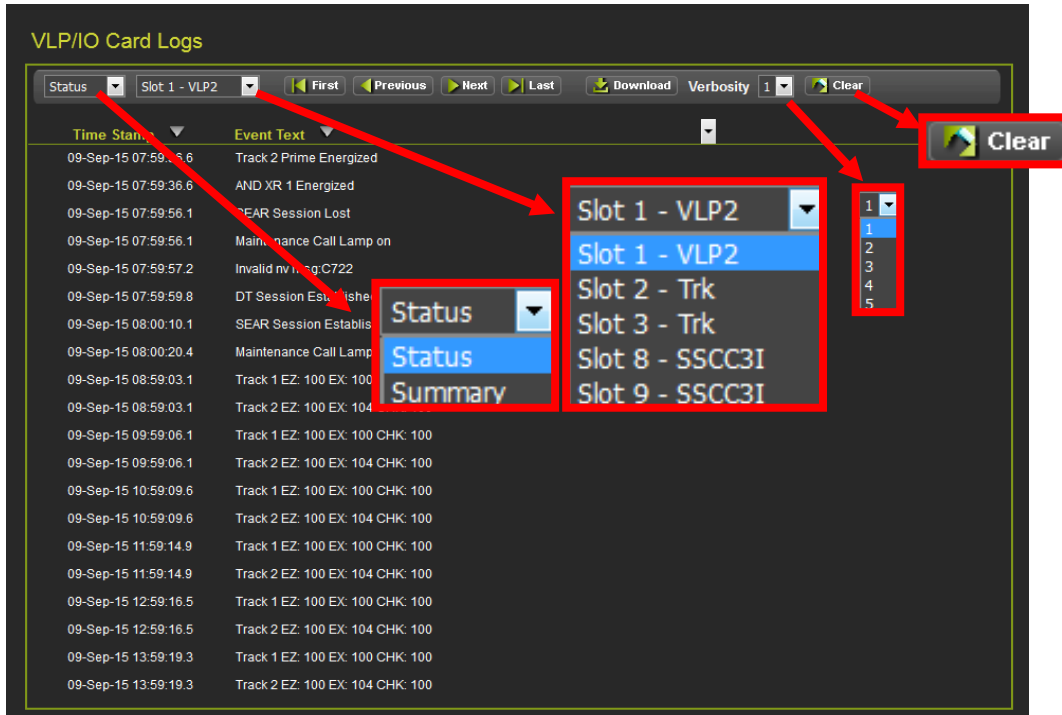 VLP/IO Card Logs
Status Slot 1 - VLP2 First Previous Next Last Download Verbosity 1 Clear
Time Stamp Event Text
Clear
09-Sep-15 07:59:36.6 Track 2 Prime Energized
09-Sep-15 07:59:36.6 AND XR 1 Energized
09-Sep-15 07:59:56.1 SEAR Session Lost
09-Sep-15 07:59:56.1 Maintenance Call Lamp on
09-Sep-15 07:59:57.2 Invalid nv msg:C722
09-Sep-15 07:59:59.8 DT Session Establishe
09-Sep-15 08:00:10.1 SEAR Session Establis
09-Sep-15 08:00:20.4 Maintenance Call Lamp
09-Sep-15 08:59:03.1 Track 1 EZ: 100 EX: 100
09-Sep-15 08:59:03.1 Track 2 EZ: 100 EX: 104
09-Sep-15 09:59:06.1 Track 1 EZ: 100 EX: 100 CHK: 100
09-Sep-15 09:59:06.1 Track 2 EZ: 100 EX: 104 CHK: 100
09-Sep-15 10:59:09.6 Track 1 EZ: 100 EX: 100 CHK: 100
09-Sep-15 10:59:09.6 Track 2 EZ: 100 EX: 104 CHK: 100
09-Sep-15 11:59:14.9 Track 1 EZ: 100 EX: 100 CHK: 100
09-Sep-15 11:59:14.9 Track 2 EZ: 100 EX: 104 CHK: 100
09-Sep-15 12:59:16.5 Track 1 EZ: 100 EX: 100 CHK: 100
09-Sep-15 12:59:16.5 Track 2 EZ: 100 EX: 104 CHK: 100
09-Sep-15 13:59:19.3 Track 1 EZ: 100 EX: 100 CHK: 100
09-Sep-15 13:59:19.3 Track 2 EZ: 100 EX: 104 CHK: 100
Status
Status
Summary
Slot 1 - VLP2
Slot 1 - VLP2
Slot 2 - Trk
Slot 3 - Trk
Slot 8 - SSCC3I
Slot 9 - SSCC3I
1
1
2
3
4
5